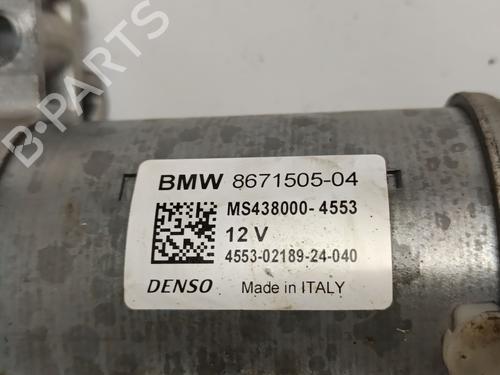 B-PARTS
BMW 8671505-04
MS438000-4553
12 V
4553-02189-24-040
DENSO Made in ITALY